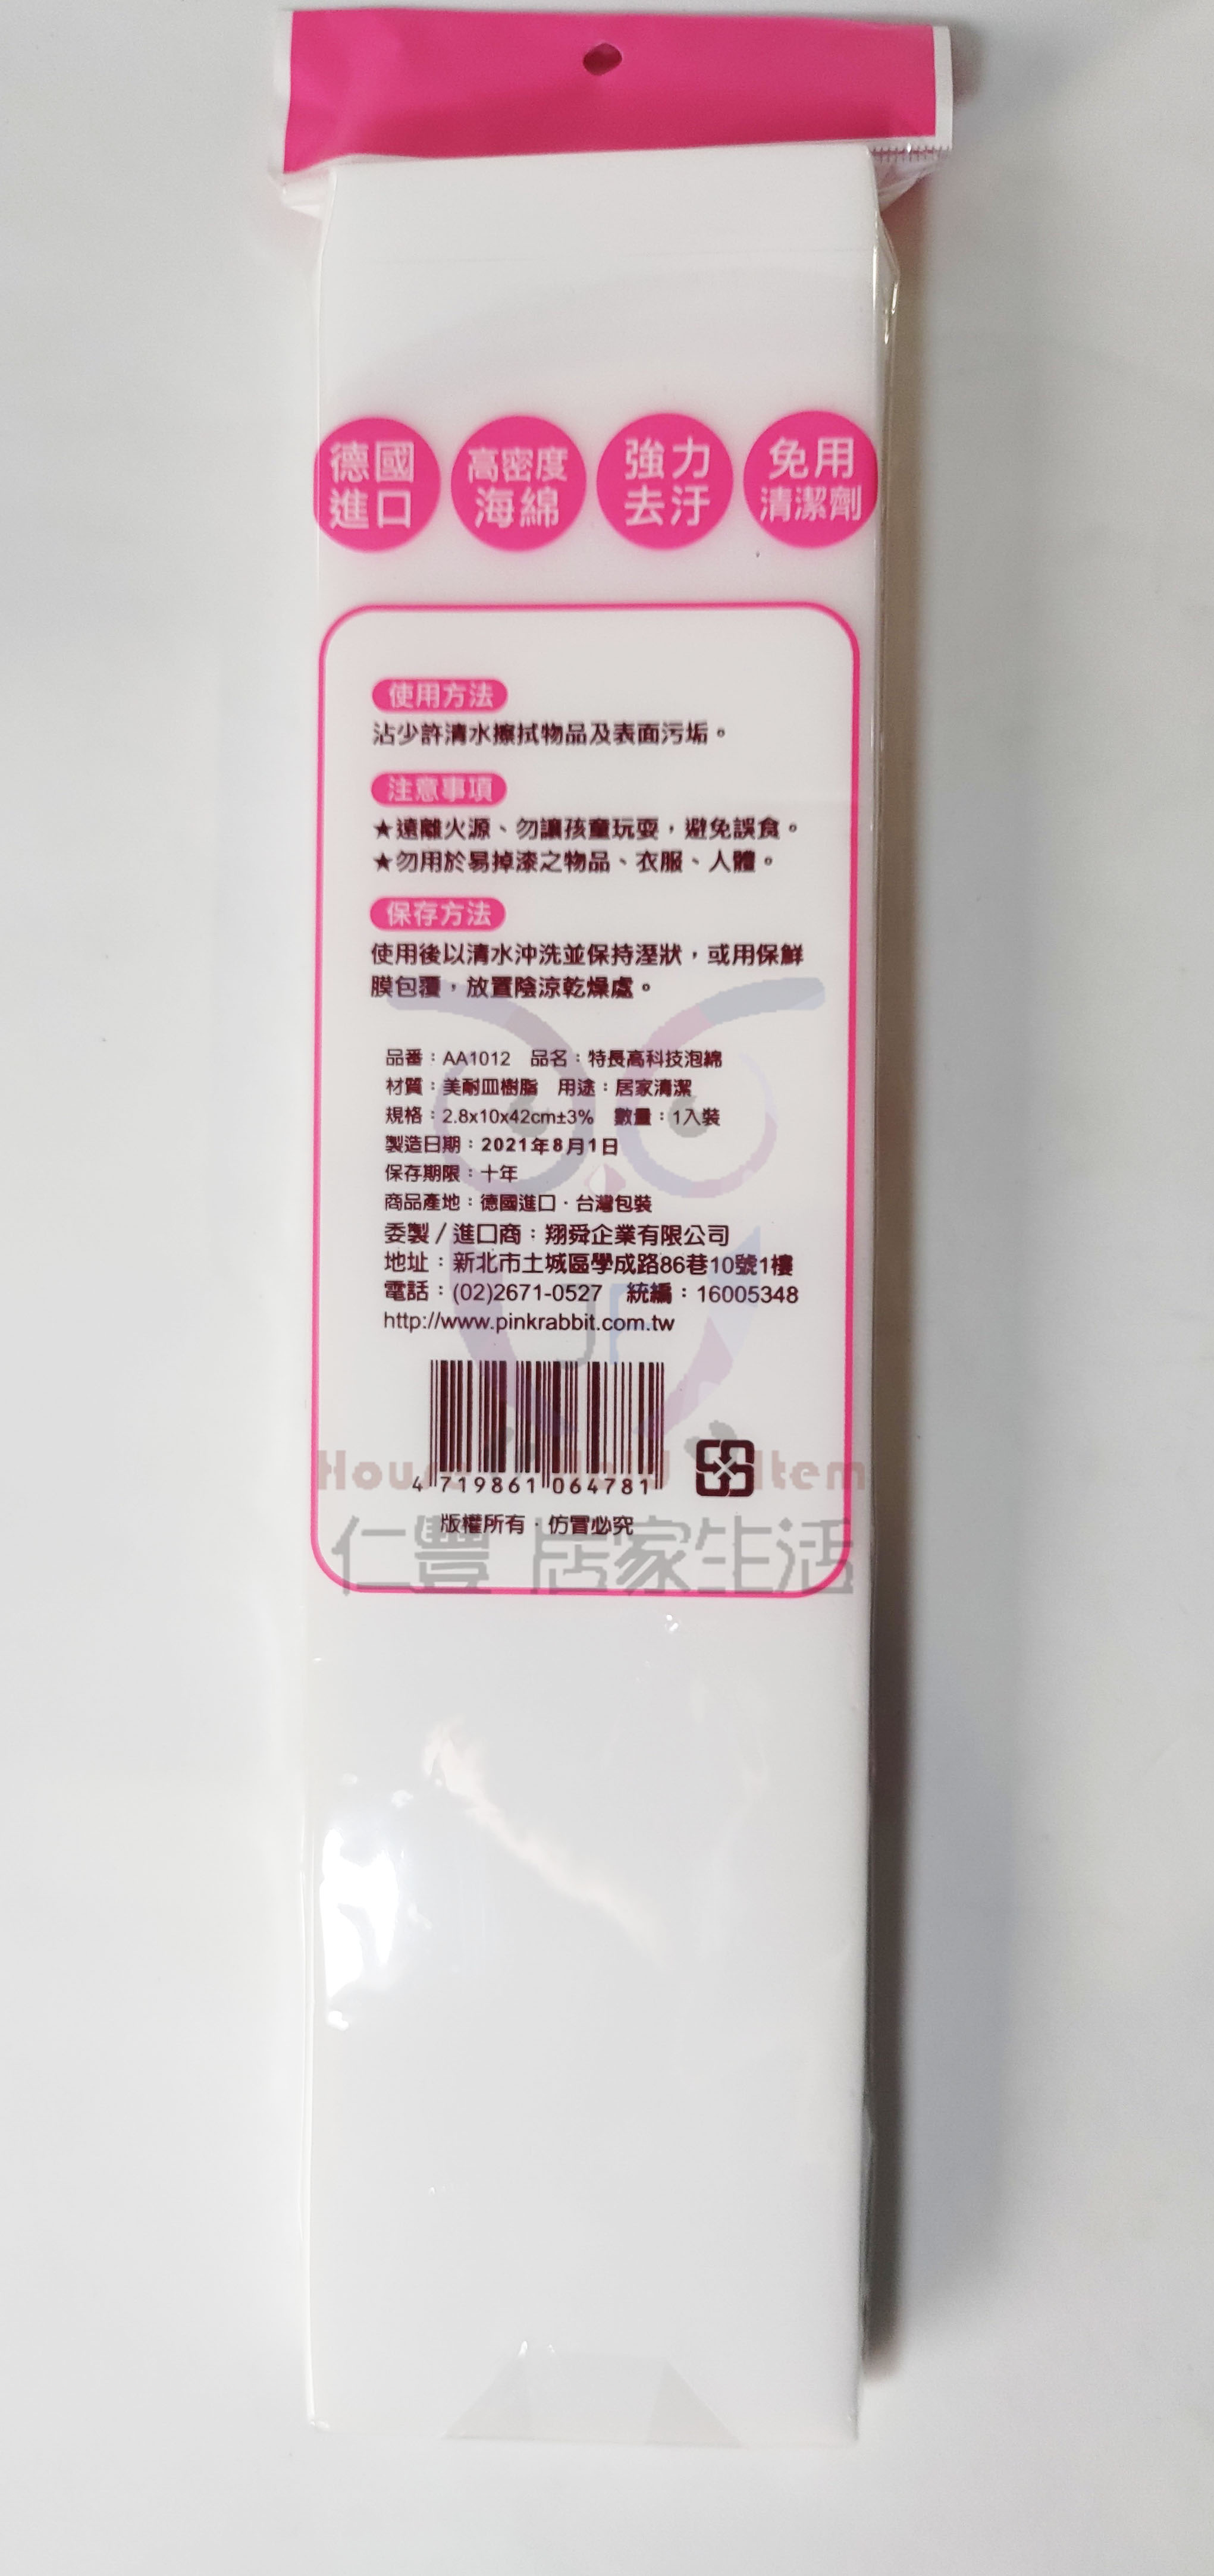 德國
進口
高密度
海綿
強力
去汙
免用
清潔劑
使用方法
沾少許清水擦拭物品及表面污垢。
注意事項
★遠離火源、勿讓孩童玩耍，避免誤食。
★勿用於易掉漆之物品、衣服、人體。
保存方法
使用後以清水沖洗並保持溼狀，或用保鮮
膜包覆，放置陰涼乾燥處。
品番：AA1012 品名：特長高科技泡綿
材質：美耐皿樹脂 用途：居家清潔
規格：2.8x10x42cm±3% 數量：1入裝
製造日期：2021年8月1日
保存期限：十年
商品產地：德國進口．台灣包裝
委製/進口商：翔舜企業有限公司
地址：新北市土城區學成路86巷10號1樓
電話：(02)2671-0527 統編：16005348
http://www.pinkrabbit.com.tw
4 719861 064781
Item
版權所有．仿冒必究
仁豐 居家生活